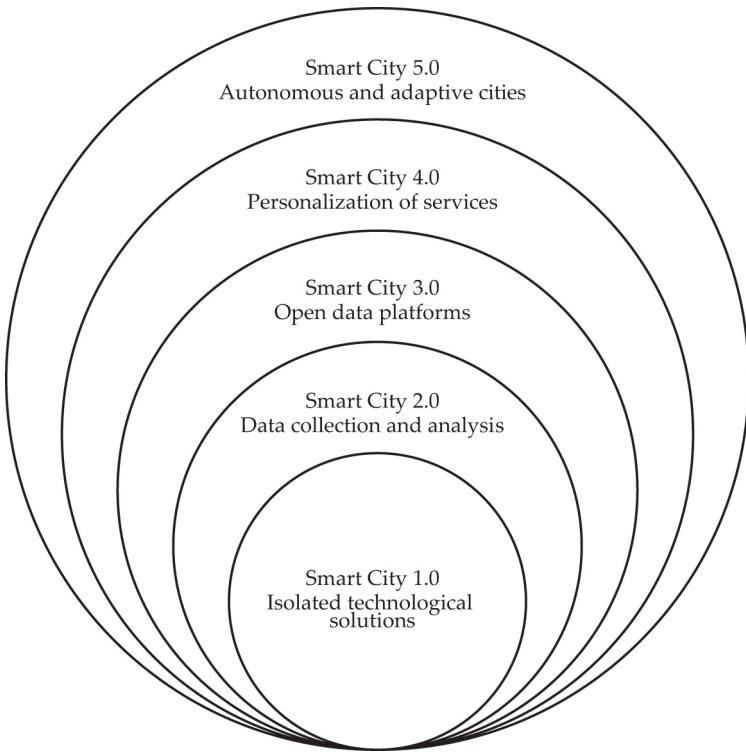 Smart City 5.0
Autonomous and adaptive cities
Smart City 4.0
Personalization of services
Smart City 3.0
Open data platforms
Smart City 2.0
Data collection and analysis
Smart City 1.0
Isolated technological
solutions